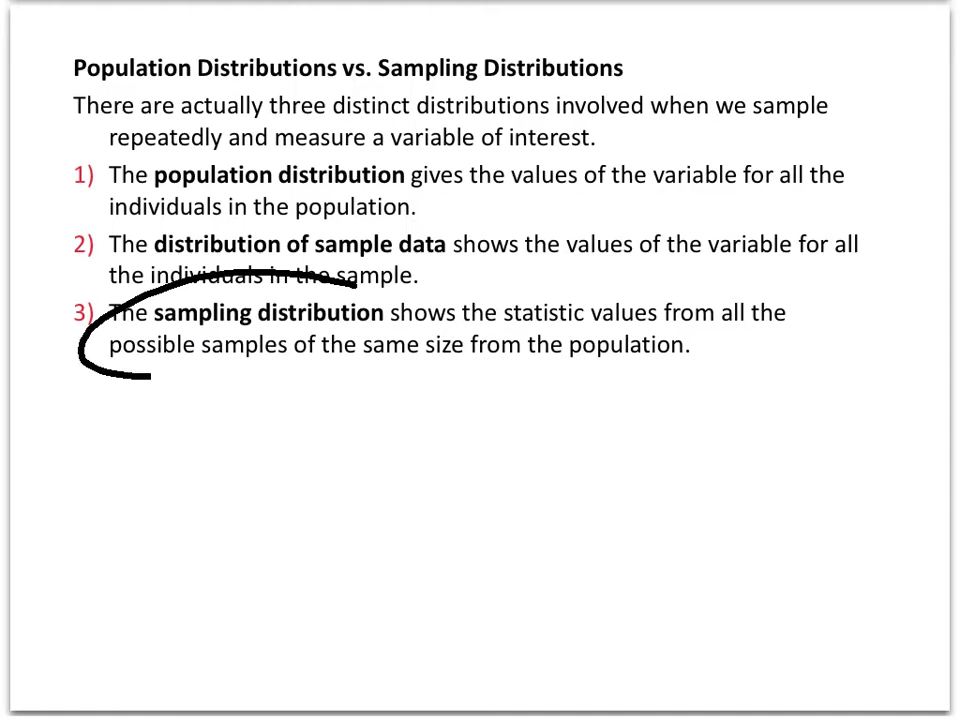 Population Distributions vs. Sampling Distributions
There are actually three distinct distributions involved when we sample
repeatedly and measure a variable of interest.
1) The population distribution gives the values of the variable for all the
individuals in the population.
2) The distribution of sample data shows the values of the variable for all
the individuals in the sample.
3) The sampling distribution shows the statistic values from all the
possible samples of the same size from the population.